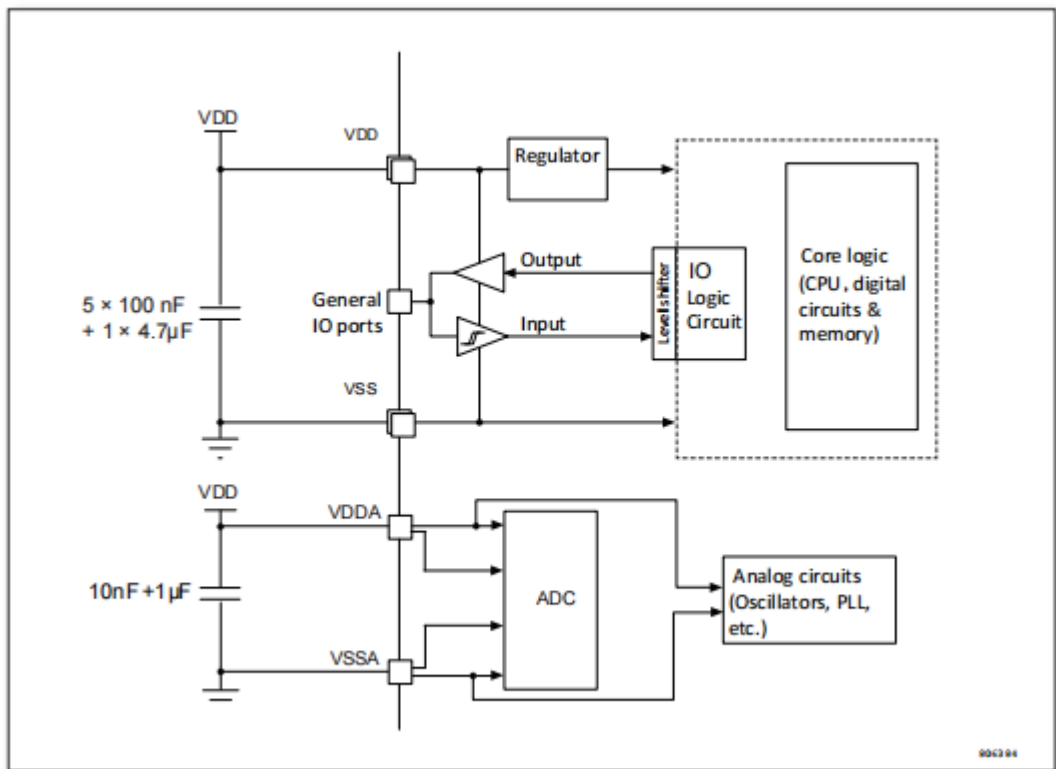 VDD
VDD
Regulator
Output
Level shifter
IO
Logic
Circuit
Core logic
(CPU, digital
circuits &
memory)
5 × 100 nF
+ 1 × 4.7µF
General
IO ports
Input
VSS
VDD
VDDA
10nF+1µF
ADC
Analog circuits
(Oscillators, PLL,
etc.)
VSSA
806384